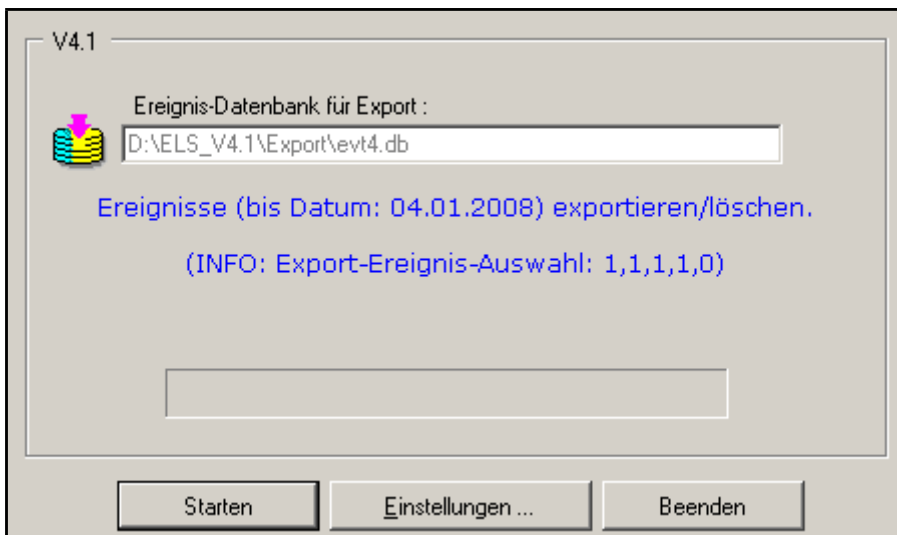 V4.1
Ereignis-Datenbank für Export :
D:\ELS_V4.1\Export\evt4.db
Ereignisse (bis Datum: 04.01.2008) exportieren/löschen.
(INFO: Export-Ereignis-Auswahl: 1,1,1,1,0)
Starten
Einstellungen ...
Beenden